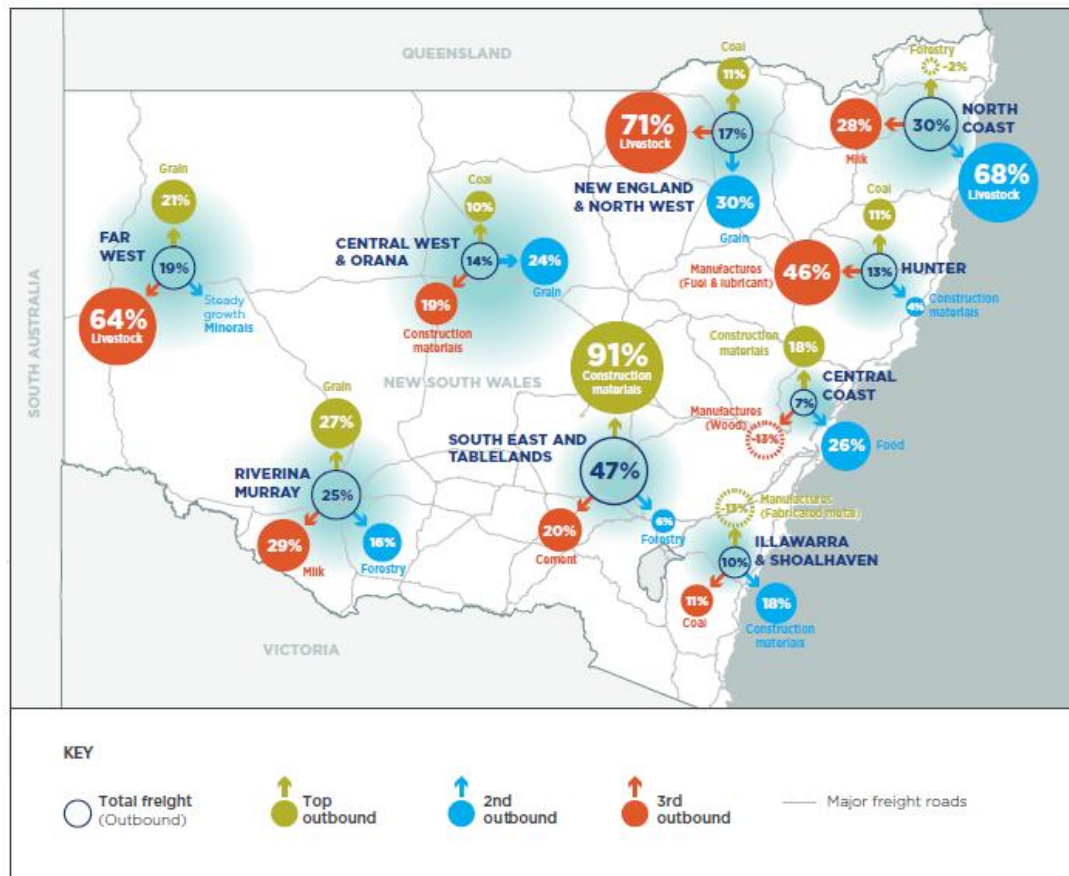 QUEENSLAND
Coal
11%
71%
Livestock
17%
NEW ENGLAND
& NORTH WEST
30%
Grain
Forestry
-2%
28%
Milk
30%
NORTH
COAST
68%
Livestock
Grain
21%
FAR
WEST
19%
64%
Livestock
Steady
growth
Minerals
Coal
10%
CENTRAL WEST
& ORANA
14%
24%
Grain
19%
Construction
materials
Coal
11%
Manufactures
(Fuel & lubricant)
46%
13%
HUNTER
4%
Construction
materials
SOUTH AUSTRALIA
NEW SOUTH WALES
91%
Construction
materials
SOUTH EAST AND
TABLELANDS
47%
20%
Cement
6%
Forestry
Construction
materials
18%
CENTRAL
COAST
7%
Manufactures
(Wood)
-13%
26%
Food
Grain
27%
RIVERINA
MURRAY
25%
29%
Milk
16%
Forestry
-13%
Manufactures
(Fabricated metal)
ILLAWARRA
& SHOALHAVEN
10%
11%
Coal
18%
Construction
materials
VICTORIA
KEY
Total freight
(Outbound)
Top
outbound
2nd
outbound
3rd
outbound
Major freight roads